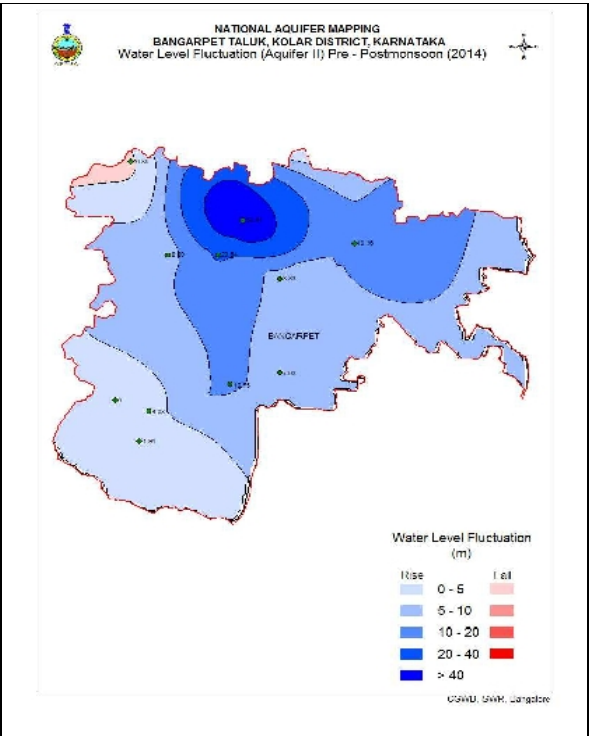 NATIONAL AQUIFER MAPPING
BANGARPET TALUK, KOLAR DISTRICT, KARNATAKA
Water Level Fluctuation (Aquifer II) Pre - Postmonsoon (2014)
BANGARPET
Water Level Fluctuation
(m)
Rise Fall
0 - 5
5 - 10
10 - 20
20 - 40
> 40
CGWB, SWR, Bangalore